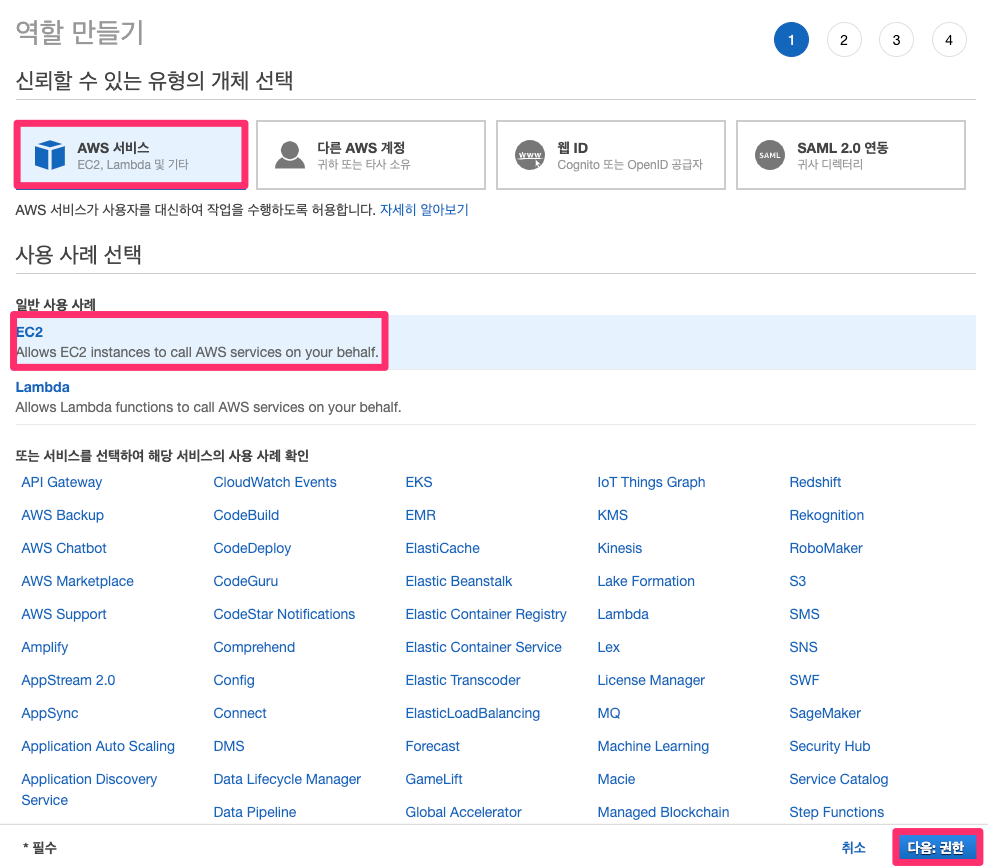 역할 만들기
1 2 3 4
신뢰할 수 있는 유형의 개체 선택
AWS 서비스
EC2, Lambda 및 기타
다른 AWS 계정
귀하 또는 타사 소유
www
웹 ID
Cognito 또는 OpenID 공급자
SAML
SAML 2.0 연동
귀사 디렉터리
AWS 서비스가 사용자를 대신하여 작업을 수행하도록 허용합니다. 자세히 알아보기
사용 사례 선택
일반 사용 사례
EC2
Allows EC2 instances to call AWS services on your behalf.
Lambda
Allows Lambda functions to call AWS services on your behalf.
또는 서비스를 선택하여 해당 서비스의 사용 사례 확인
API Gateway CloudWatch Events EKS IoT Things Graph Redshift
AWS Backup CodeBuild EMR KMS Rekognition
AWS Chatbot CodeDeploy ElastiCache Kinesis RoboMaker
AWS Marketplace CodeGuru Elastic Beanstalk Lake Formation S3
AWS Support CodeStar Notifications Elastic Container Registry Lambda SMS
Amplify Comprehend Elastic Container Service Lex SNS
AppStream 2.0 Config Elastic Transcoder License Manager SWF
AppSync Connect ElasticLoadBalancing MQ SageMaker
Application Auto Scaling DMS Forecast Machine Learning Security Hub
Application Discovery Data Lifecycle Manager GameLift Macie Service Catalog
Service
Data Pipeline Global Accelerator Managed Blockchain Step Functions
* 필수 취소 다음: 권한